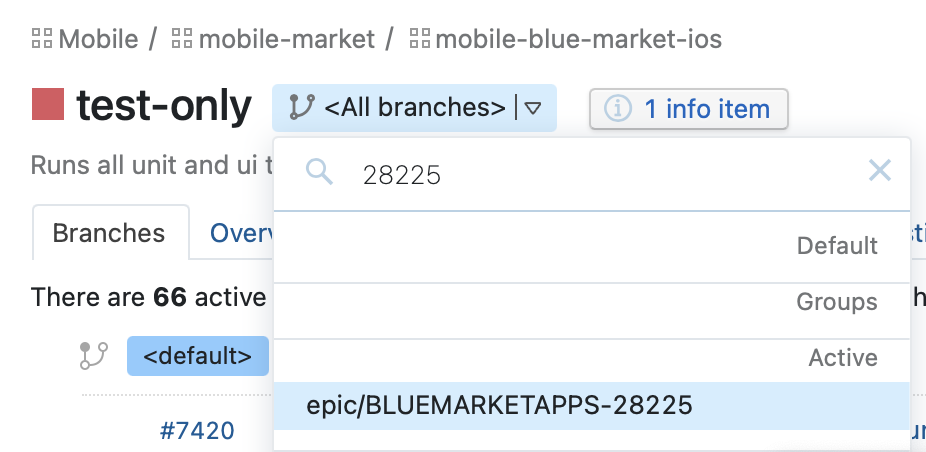 Mobile / mobile-market / mobile-blue-market-ios
test-only <All branches> 1 info item
Runs all unit and ui
28225
Branches
Default
There are 66 active
Groups
<default>
Active
epic/BLUEMARKETAPPS-28225
#7420